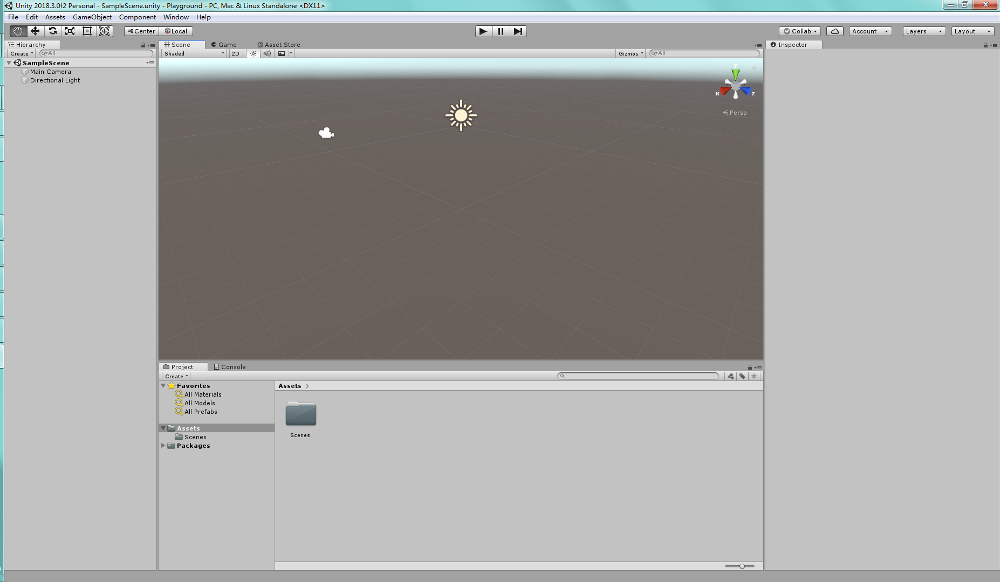 Unity 2018.3.0f2 Personal - SampleScene.unity - Playground - PC, Mac & Linux Standalone <DX11>
File Edit Assets GameObject Component Window Help
Center Local Collab Account Layers Layout
Hierarchy
Create All
SampleScene
Main Camera
Directional Light
Scene Game Asset Store
Shaded 2D Gizmos All
y
x z
Persp
Inspector
Project Console
Create
Favorites
All Materials
All Models
All Prefabs
Assets
Scenes
Packages
Assets >
Scenes